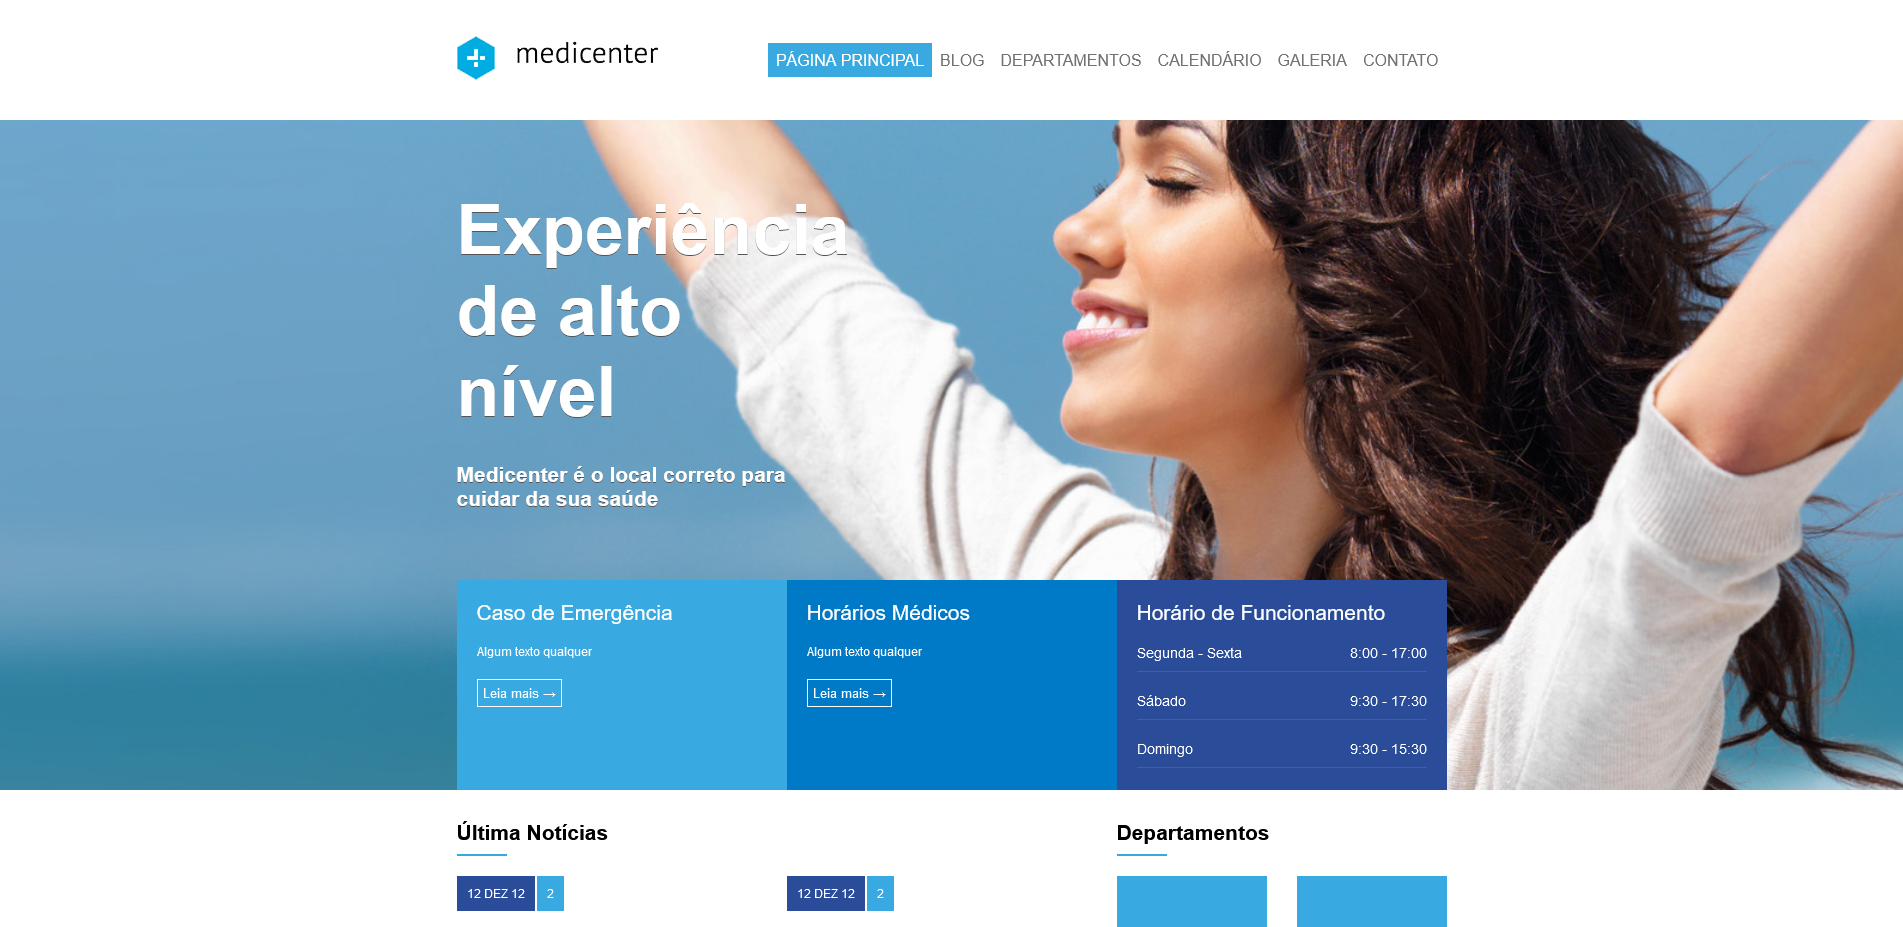 medicenter
PÁGINA PRINCIPAL BLOG DEPARTAMENTOS CALENDÁRIO GALERIA CONTATO
Experiência
de alto
nível
Medicenter é o local correto para
cuidar da sua saúde
Caso de Emergência
Algum texto qualquer
Leia mais →
Horários Médicos
Algum texto qualquer
Leia mais →
Horário de Funcionamento
Segunda - Sexta 8:00 - 17:00
Sábado 9:30 - 17:30
Domingo 9:30 - 15:30
Última Notícias
12 DEZ 12 2
12 DEZ 12 2
Departamentos